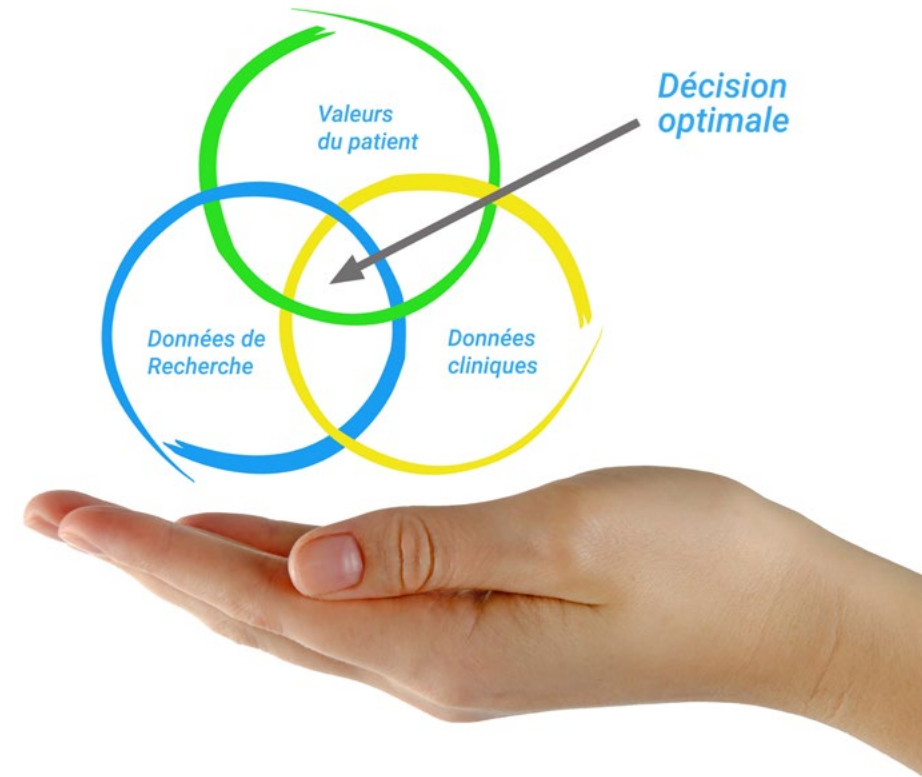 Décision
optimale
Valeurs
du patient
Données de
Recherche
Données
cliniques